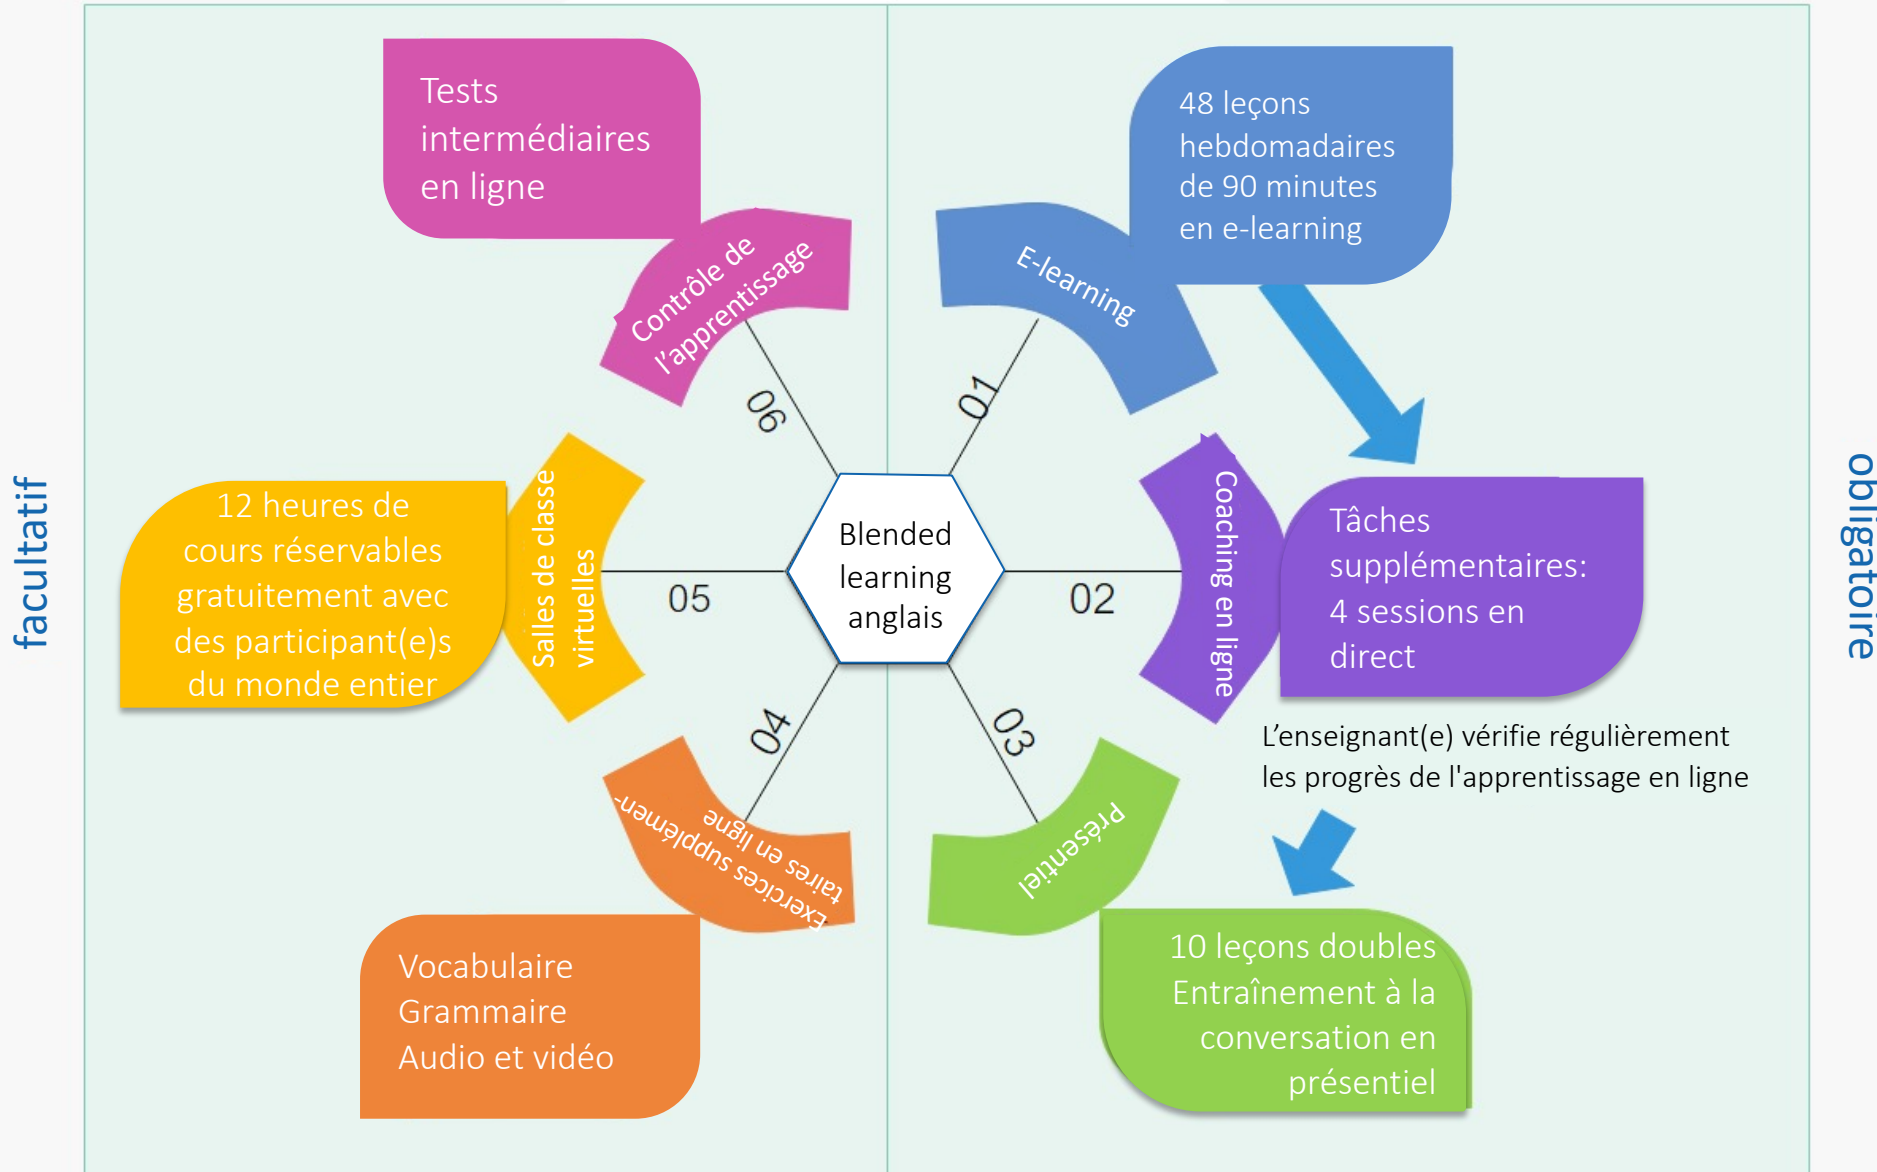 facultatif
obligatoire
Tests
intermédiaires
en ligne
Contrôle de
l'apprentissage
06
48 leçons
hebdomadaires
de 90 minutes
en e-learning
E-learning
01
12 heures de
cours réservables
gratuitement avec
des participant(e)s
du monde entier
Salles de classe
virtuelles
05
Blended
learning
anglais
02
Coaching en ligne
Tâches
supplémentaires:
4 sessions en
direct
L'enseignant(e) vérifie régulièrement
les progrès de l'apprentissage en ligne
04
Exercices supplémen-
taires en ligne
Vocabulaire
Grammaire
Audio et vidéo
03
Présentiel
10 leçons doubles
Entraînement à la
conversation en
présentiel